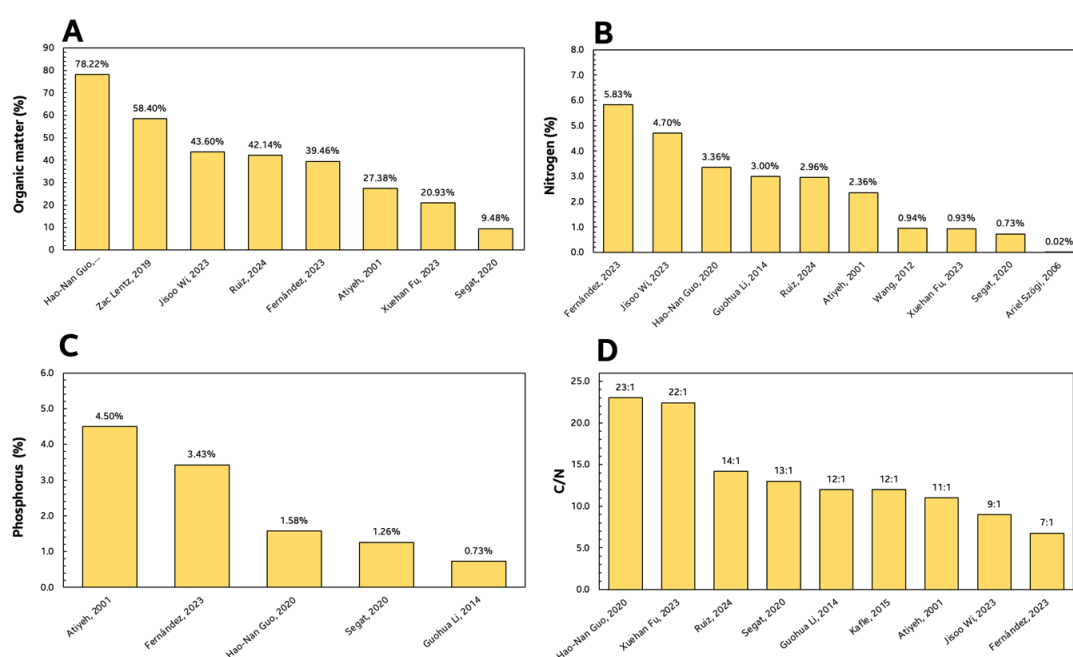 A
Organic matter (%)
90
80
70
60
50
40
30
20
10
0
78.22%
58.40%
43.60%
42.14%
39.46%
27.38%
20.93%
9.48%
Hao-Nan Guo,...
Zac Lentz, 2019
Jisoo Wi, 2023
Ruiz, 2024
Fernández, 2023
Atiyeh, 2001
Xuehan Fu, 2023
Segat, 2020
B
Nitrogen (%)
8.0
7.0
6.0
5.0
4.0
3.0
2.0
1.0
0.0
5.83%
4.70%
3.36%
3.00%
2.96%
2.36%
0.94%
0.93%
0.73%
0.02%
Fernández, 2023
Jisoo Wi, 2023
Hao-Nan Guo, 2020
Guohua Li, 2014
Ruiz, 2024
Atiyeh, 2001
Wang, 2012
Xuehan Fu, 2023
Segat, 2020
Ariel Szögi, 2006
C
Phosphorus (%)
6.0
5.0
4.0
3.0
2.0
1.0
0.0
4.50%
3.43%
1.58%
1.26%
0.73%
Atiyeh, 2001
Fernández, 2023
Hao-Nan Guo, 2020
Segat, 2020
Guohua Li, 2014
D
C/N
25.0
20.0
15.0
10.0
5.0
0.0
23:1
22:1
14:1
13:1
12:1
12:1
11:1
9:1
7:1
Hao-Nan Guo, 2020
Xuehan Fu, 2023
Ruiz, 2024
Segat, 2020
Guohua Li, 2014
Kafle, 2015
Atiyeh, 2001
Jisoo Wi, 2023
Fernández, 2023